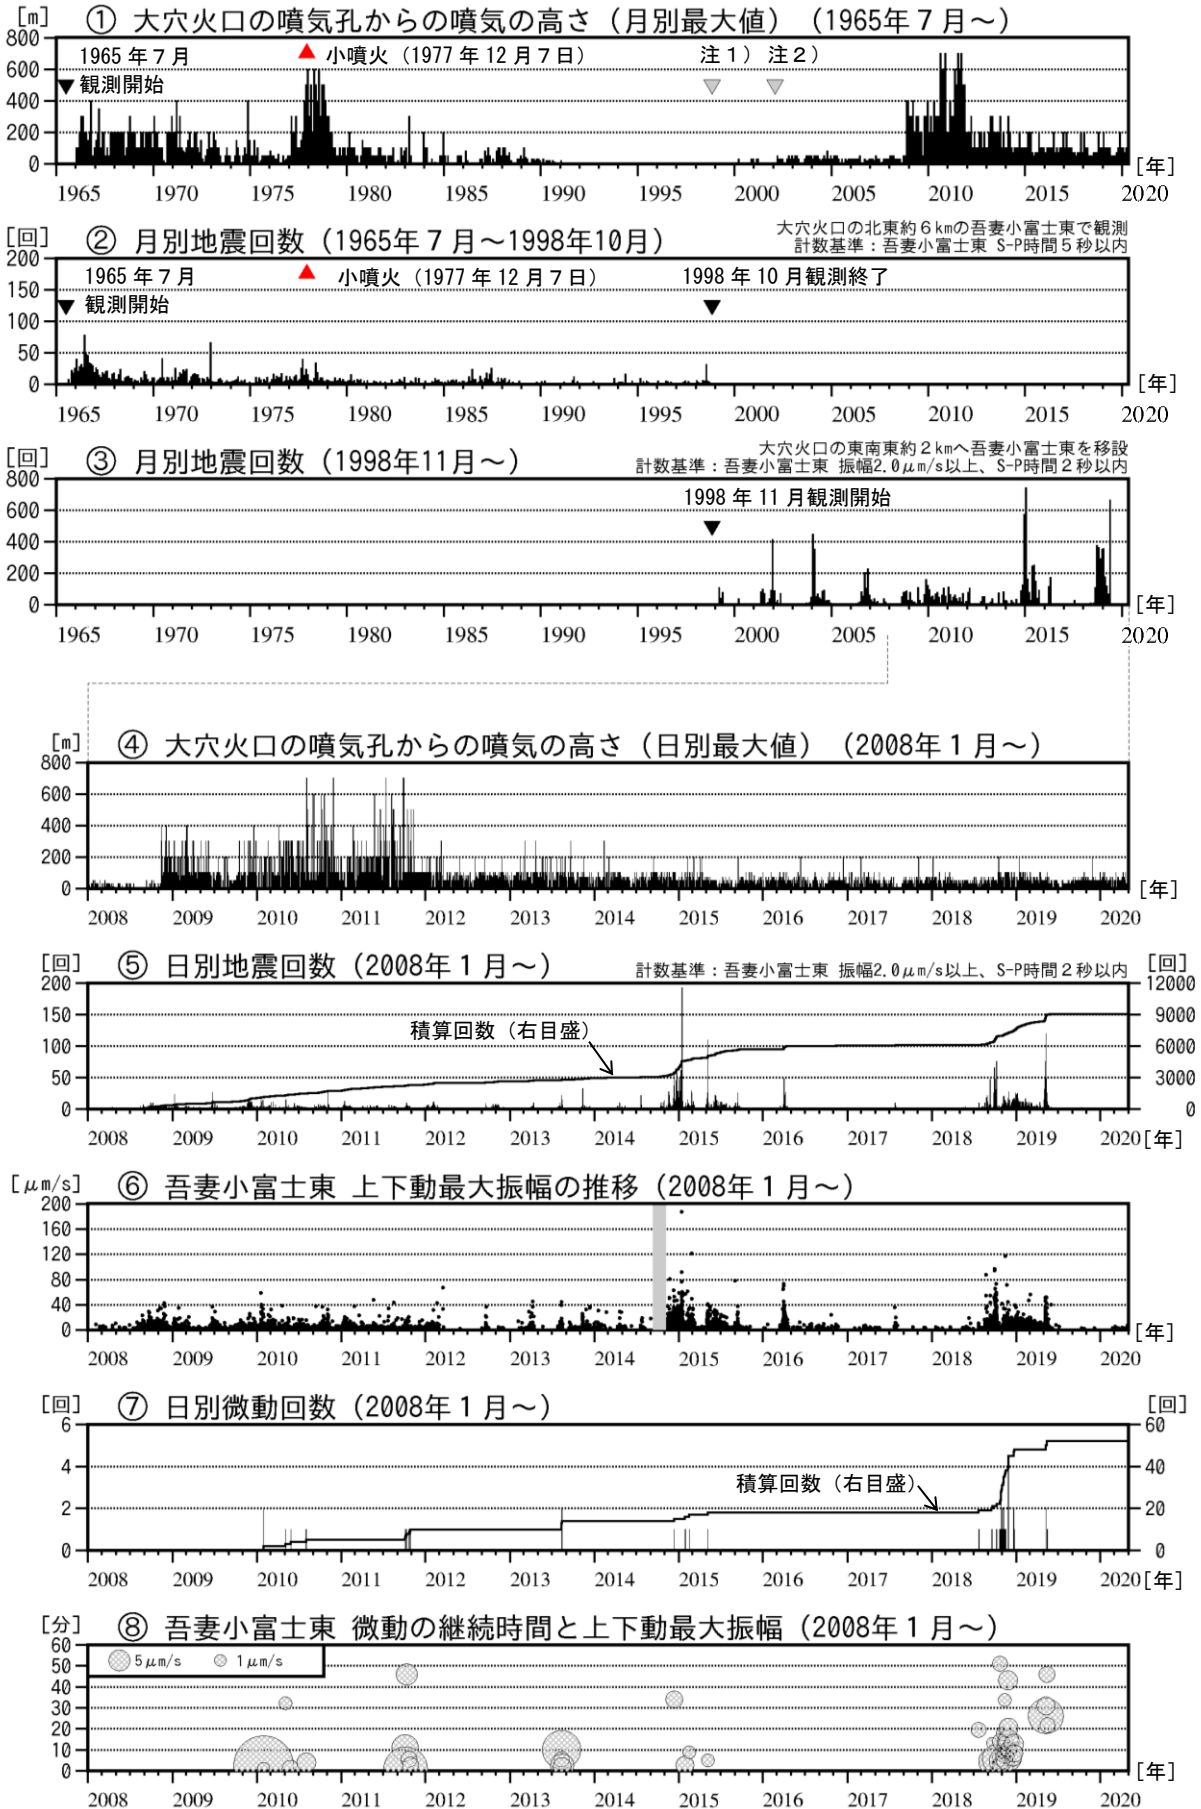 [m] ① 大穴火口の噴気孔からの噴気の高さ（月別最大値）（1965年７月～）
800
600
400
200
0
1965 年７月
観測開始
小噴火（1977 年 12 月７日）
注１） 注２）
1965 1970 1975 1980 1985 1990 1995 2000 2005 2010 2015 2020
[年]
[回] ② 月別地震回数（1965年７月～1998年10月）
大穴火口の北東約６kmの吾妻小富士東で観測
計数基準：吾妻小富士東 S-P時間５秒以内
200
150
100
50
0
1965 年７月
観測開始
小噴火（1977 年 12 月７日）
1998 年 10 月観測終了
1965 1970 1975 1980 1985 1990 1995 2000 2005 2010 2015 2020
[年]
[回] ③ 月別地震回数（1998年11月～）
大穴火口の東南東約２kmへ吾妻小富士東を移設
計数基準：吾妻小富士東 振幅2.0μm/s以上、S-P時間２秒以内
800
600
400
200
0
1998 年 11 月観測開始
1965 1970 1975 1980 1985 1990 1995 2000 2005 2010 2015 2020
[年]
[m] ④ 大穴火口の噴気孔からの噴気の高さ（日別最大値）（2008年１月～）
800
600
400
200
0
2008 2009 2010 2011 2012 2013 2014 2015 2016 2017 2018 2019 2020
[年]
[回] ⑤ 日別地震回数（2008年１月～）
計数基準：吾妻小富士東 振幅2.0μm/s以上、S-P時間２秒以内
[回]
200 12000
150 9000
100 6000
50 3000
0 0
積算回数（右目盛）
2008 2009 2010 2011 2012 2013 2014 2015 2016 2017 2018 2019 2020[年]
[μm/s] ⑥ 吾妻小富士東 上下動最大振幅の推移（2008年１月～）
200
160
120
80
40
0
2008 2009 2010 2011 2012 2013 2014 2015 2016 2017 2018 2019 2020
[年]
[回] ⑦ 日別微動回数（2008年１月～） [回]
6 60
4 40
2 20
0 0
積算回数（右目盛）
2008 2009 2010 2011 2012 2013 2014 2015 2016 2017 2018 2019 2020[年]
[分] ⑧ 吾妻小富士東 微動の継続時間と上下動最大振幅（2008年１月～）
60
50
40
30
20
10
0
5μm/s 1μm/s
2008 2009 2010 2011 2012 2013 2014 2015 2016 2017 2018 2019 2020
[年]